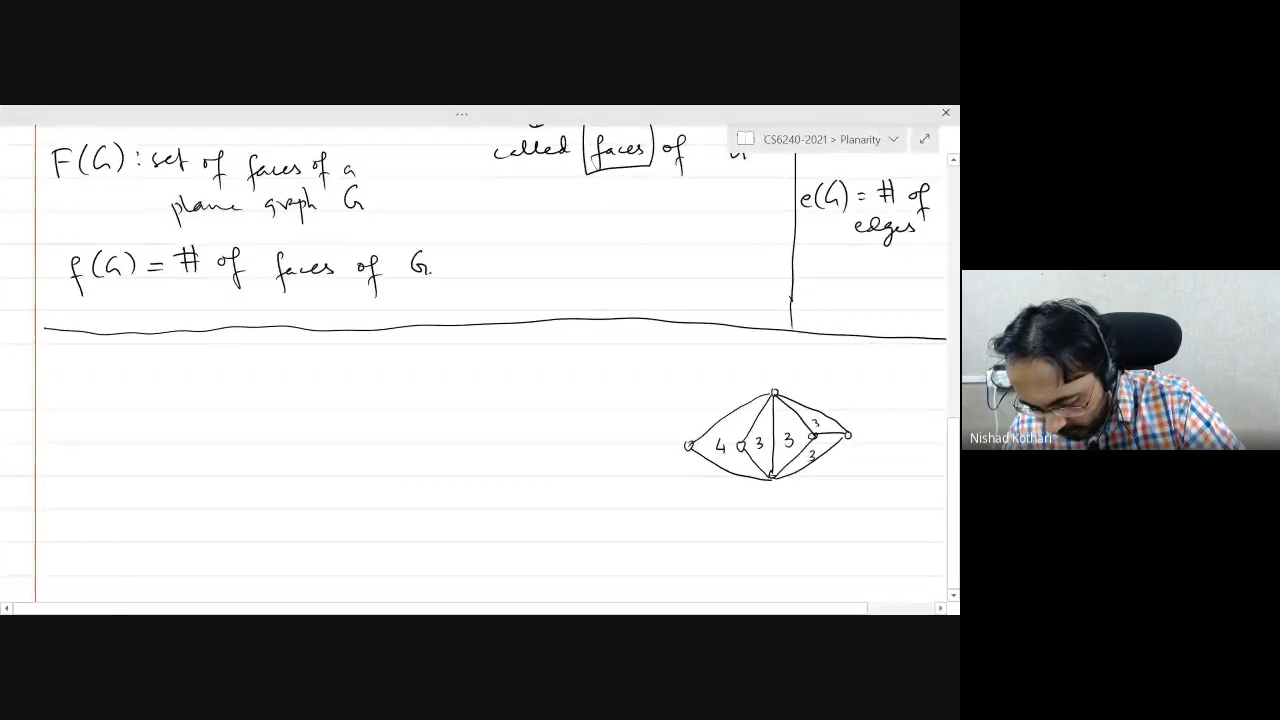 CS6240-2021 > Planarity
called faces of
F(G): set of faces of a
plane graph G
e(G) = # of
edges
f(G) = # of faces of G.
3
4 3 3
3
Nishad Kothari